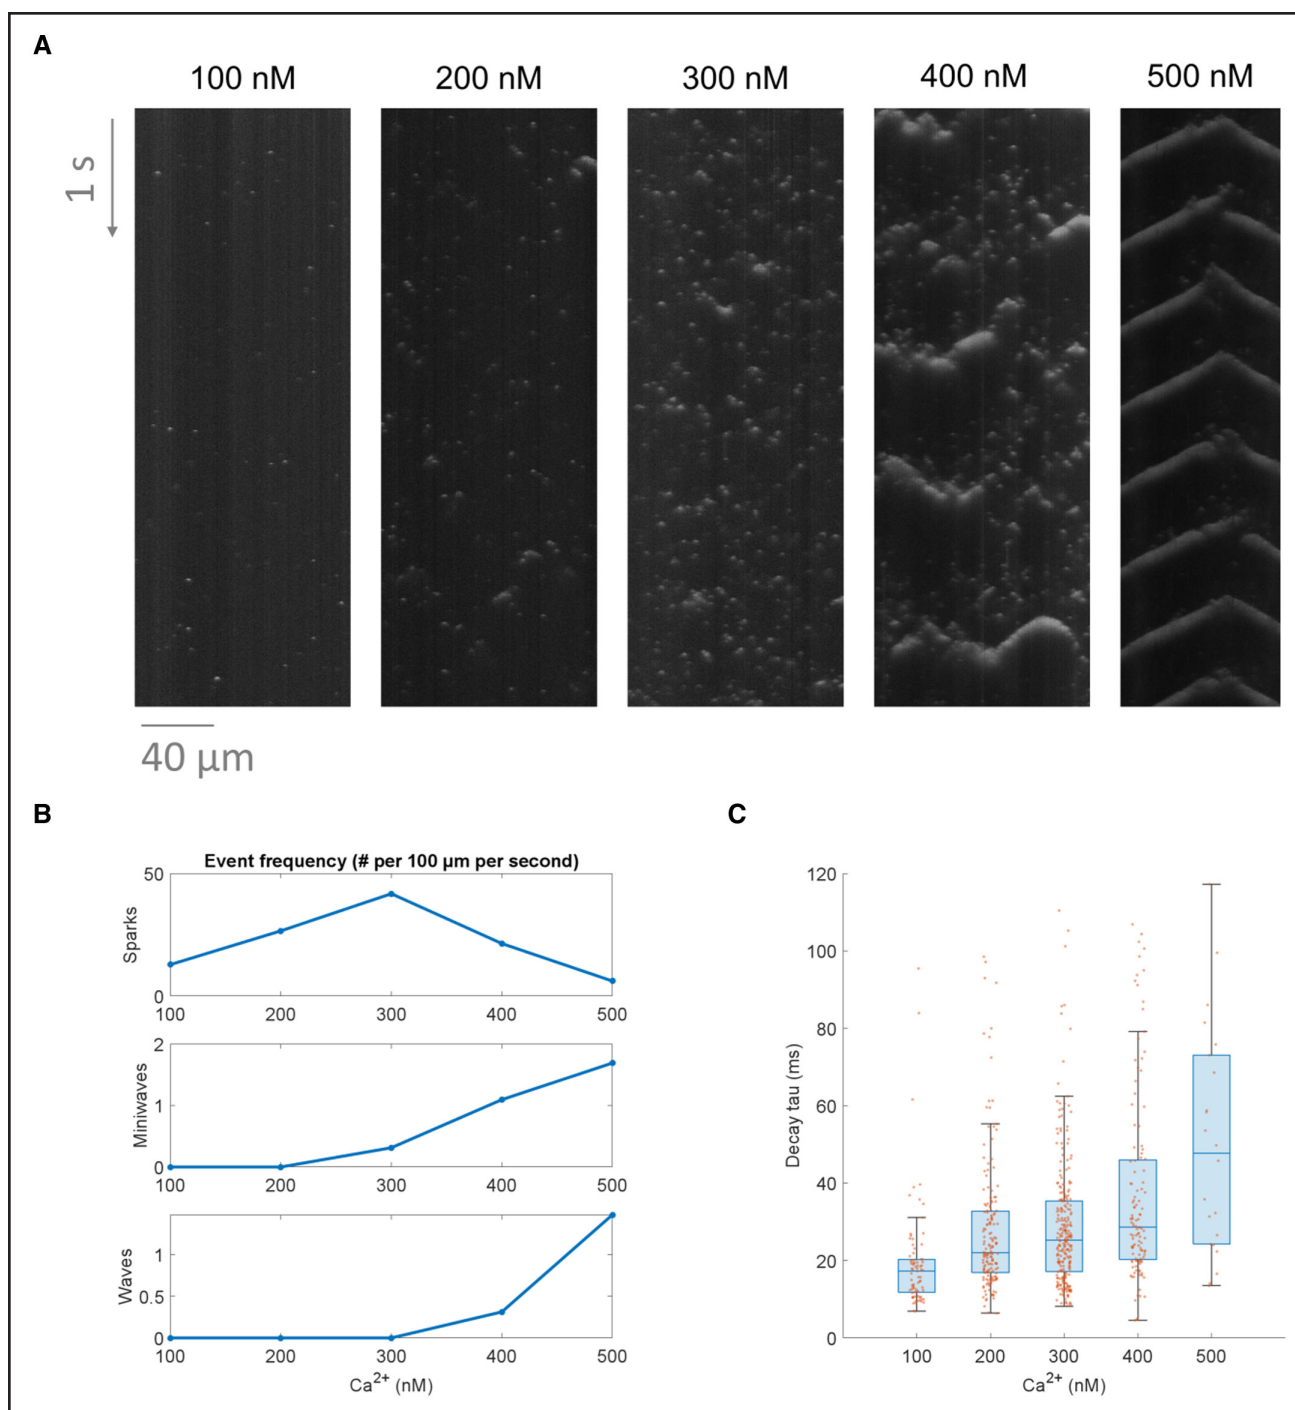 A
100 nM
200 nM
300 nM
400 nM
500 nM
1 s
40 µm
B
Event frequency (# per 100 µm per second)
50
0
Sparks
100
200
300
400
500
2
1
0
Miniwaves
100
200
300
400
500
1
0.5
0
Waves
100
200
300
400
500
Ca²⁺ (nM)
C
120
100
80
60
40
20
0
Decay tau (ms)
100
200
300
400
500
Ca²⁺ (nM)